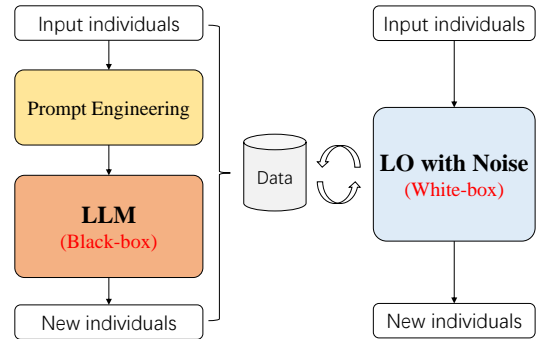 Input individuals
Prompt Engineering
LLM
(Black-box)
New individuals
Data
Input individuals
LO with Noise
(White-box)
New individuals